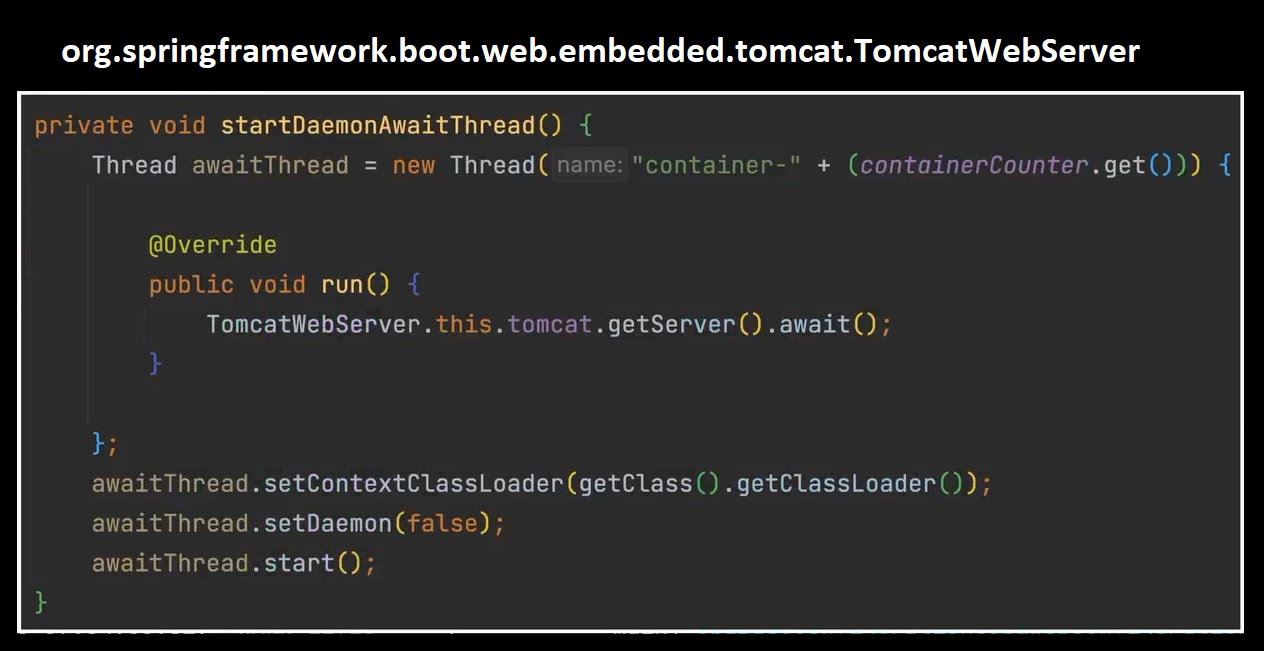 org.springframework.boot.web.embedded.tomcat.TomcatWebServer
private void startDaemonAwaitThread() {
Thread awaitThread = new Thread( name: "container-" + (containerCounter.get())) {
@Override
public void run() {
TomcatWebServer.this.tomcat.getServer().await();
}
};
awaitThread.setContextClassLoader(getClass().getClassLoader());
awaitThread.setDaemon(false);
awaitThread.start();
}